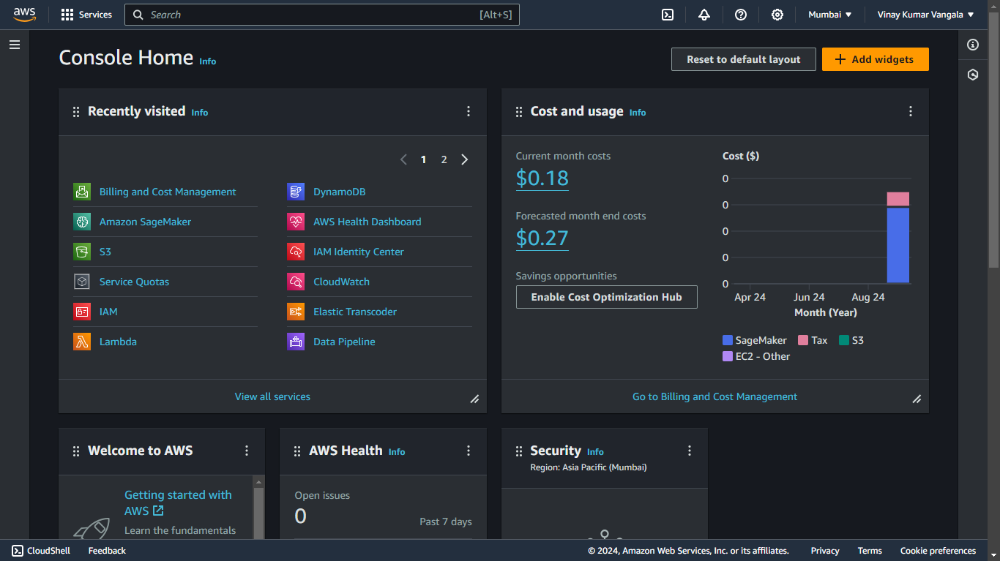 aws
Services
Search
[Alt+S]
Mumbai
Vinay Kumar Vangala
Console Home Info
Reset to default layout
Add widgets
Recently visited Info
1 2
Billing and Cost Management
DynamoDB
Amazon SageMaker
AWS Health Dashboard
S3
IAM Identity Center
Service Quotas
CloudWatch
IAM
Elastic Transcoder
Lambda
Data Pipeline
View all services
Cost and usage Info
Current month costs
$0.18
Forecasted month end costs
$0.27
Savings opportunities
Enable Cost Optimization Hub
Cost ($)
0
0
0
0
0
Apr 24 Jun 24 Aug 24
Month (Year)
SageMaker Tax S3
EC2 - Other
Go to Billing and Cost Management
Welcome to AWS
Getting started with
AWS
Learn the fundamentals
AWS Health Info
Open issues
0
Past 7 days
Security Info
Region: Asia Pacific (Mumbai)
CloudShell Feedback
© 2024, Amazon Web Services, Inc. or its affiliates. Privacy Terms Cookie preferences